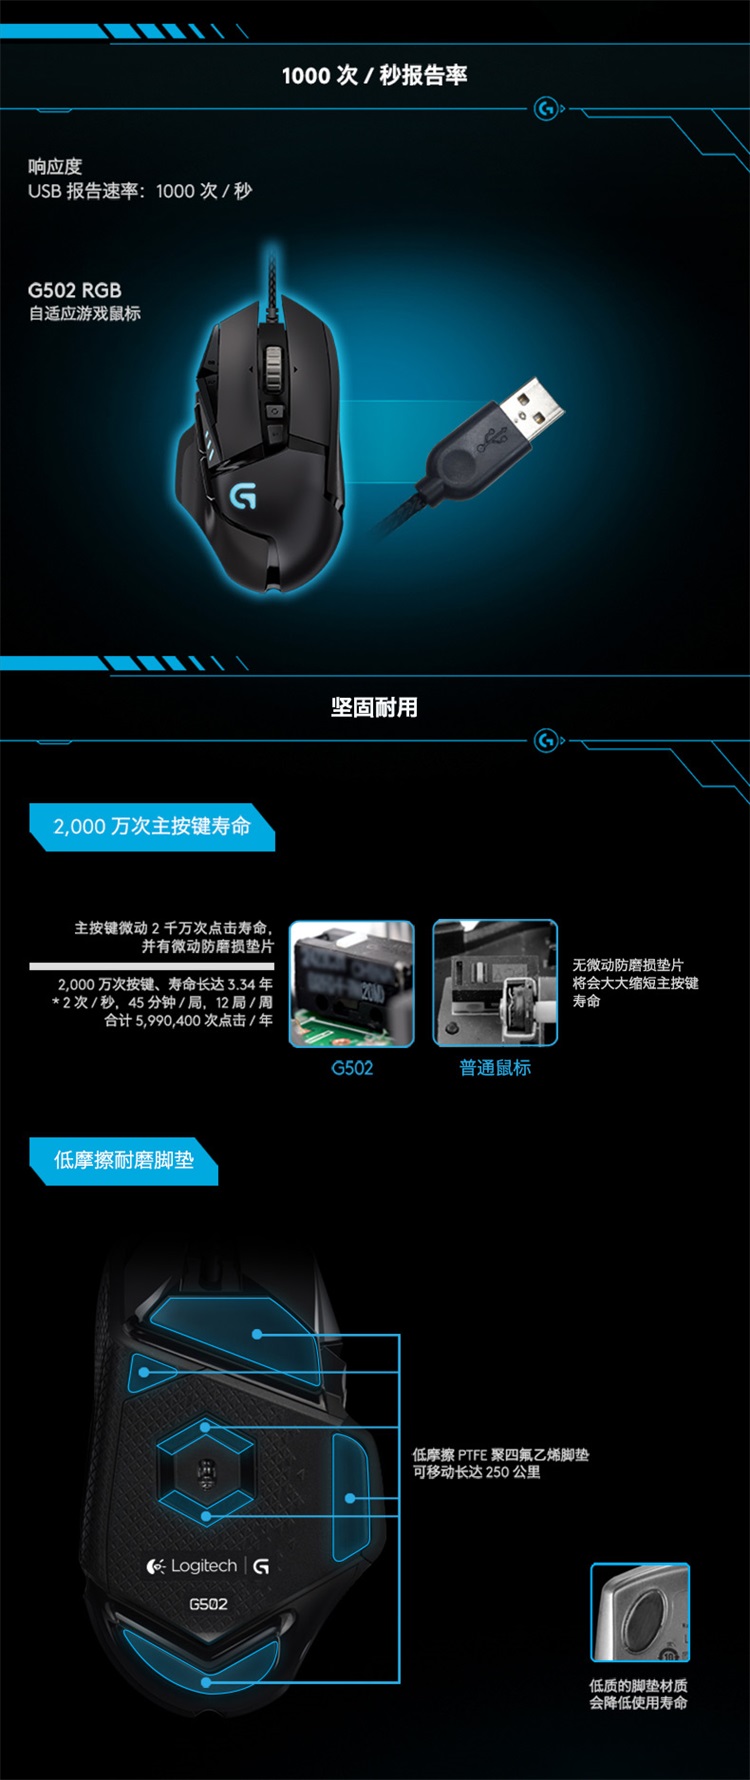 1000 次 / 秒报告率
响应度
USB 报告速率：1000 次 / 秒
G502 RGB
自适应游戏鼠标
坚固耐用
2,000 万次主按键寿命
主按键微动 2 千万次点击寿命，
并有微动防磨损垫片
2,000 万次按键、寿命长达 3.34 年
* 2 次 / 秒，45 分钟 / 局，12 局 / 周
合计 5,990,400 次点击 / 年
20MD
G502
普通鼠标
无微动防磨损垫片
将会大大缩短主按键
寿命
低摩擦耐磨脚垫
低摩擦 PTFE 聚四氟乙烯脚垫
可移动长达 250 公里
Logitech | G
G502
10
低质的脚垫材质
会降低使用寿命